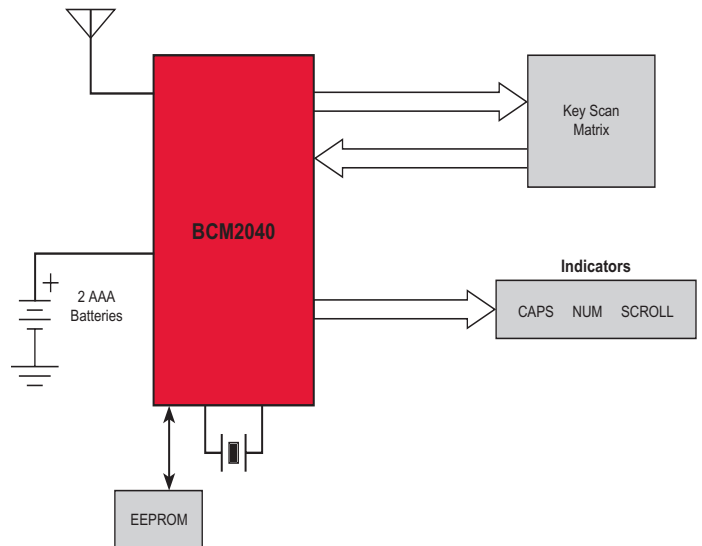 Key Scan
Matrix
BCM2040
Indicators
CAPS NUM SCROLL
+
2 AAA
Batteries
EEPROM